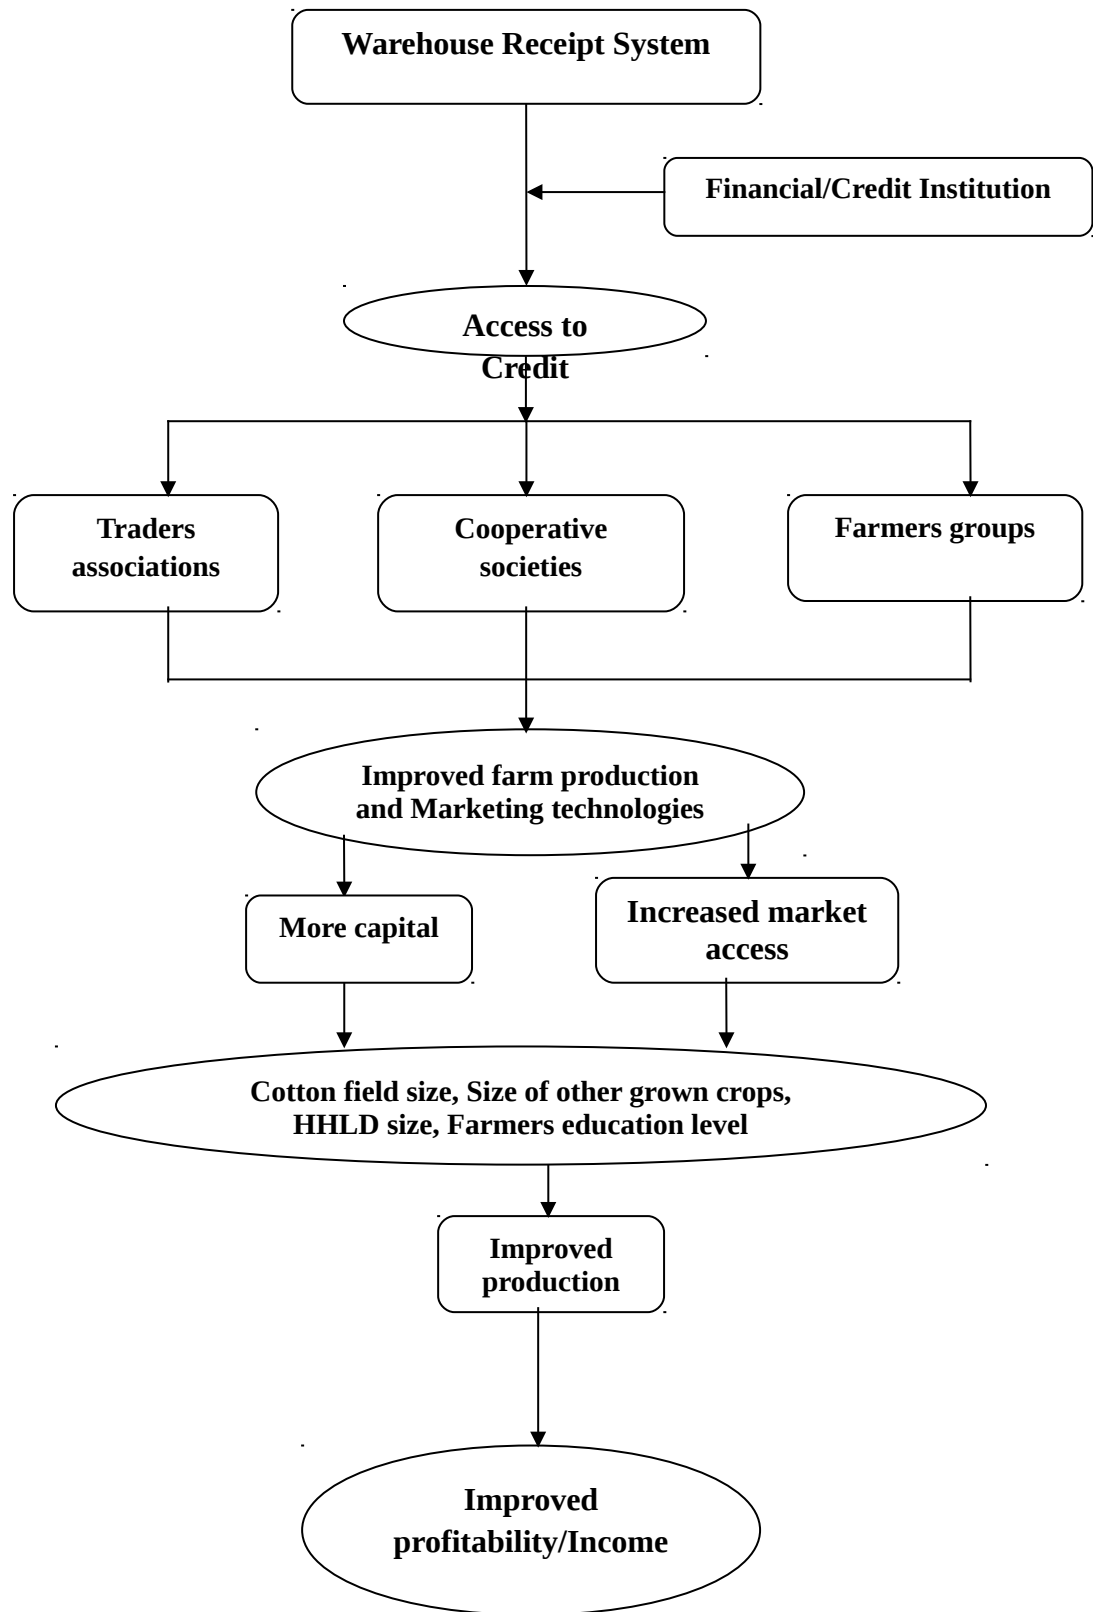 Warehouse Receipt System
Financial/Credit Institution
Access to
Credit
Traders
associations
Cooperative
societies
Farmers groups
Improved farm production
and Marketing technologies
More capital
Increased market
access
Cotton field size, Size of other grown crops,
HHLD size, Farmers education level
Improved
production
Improved
profitability/Income